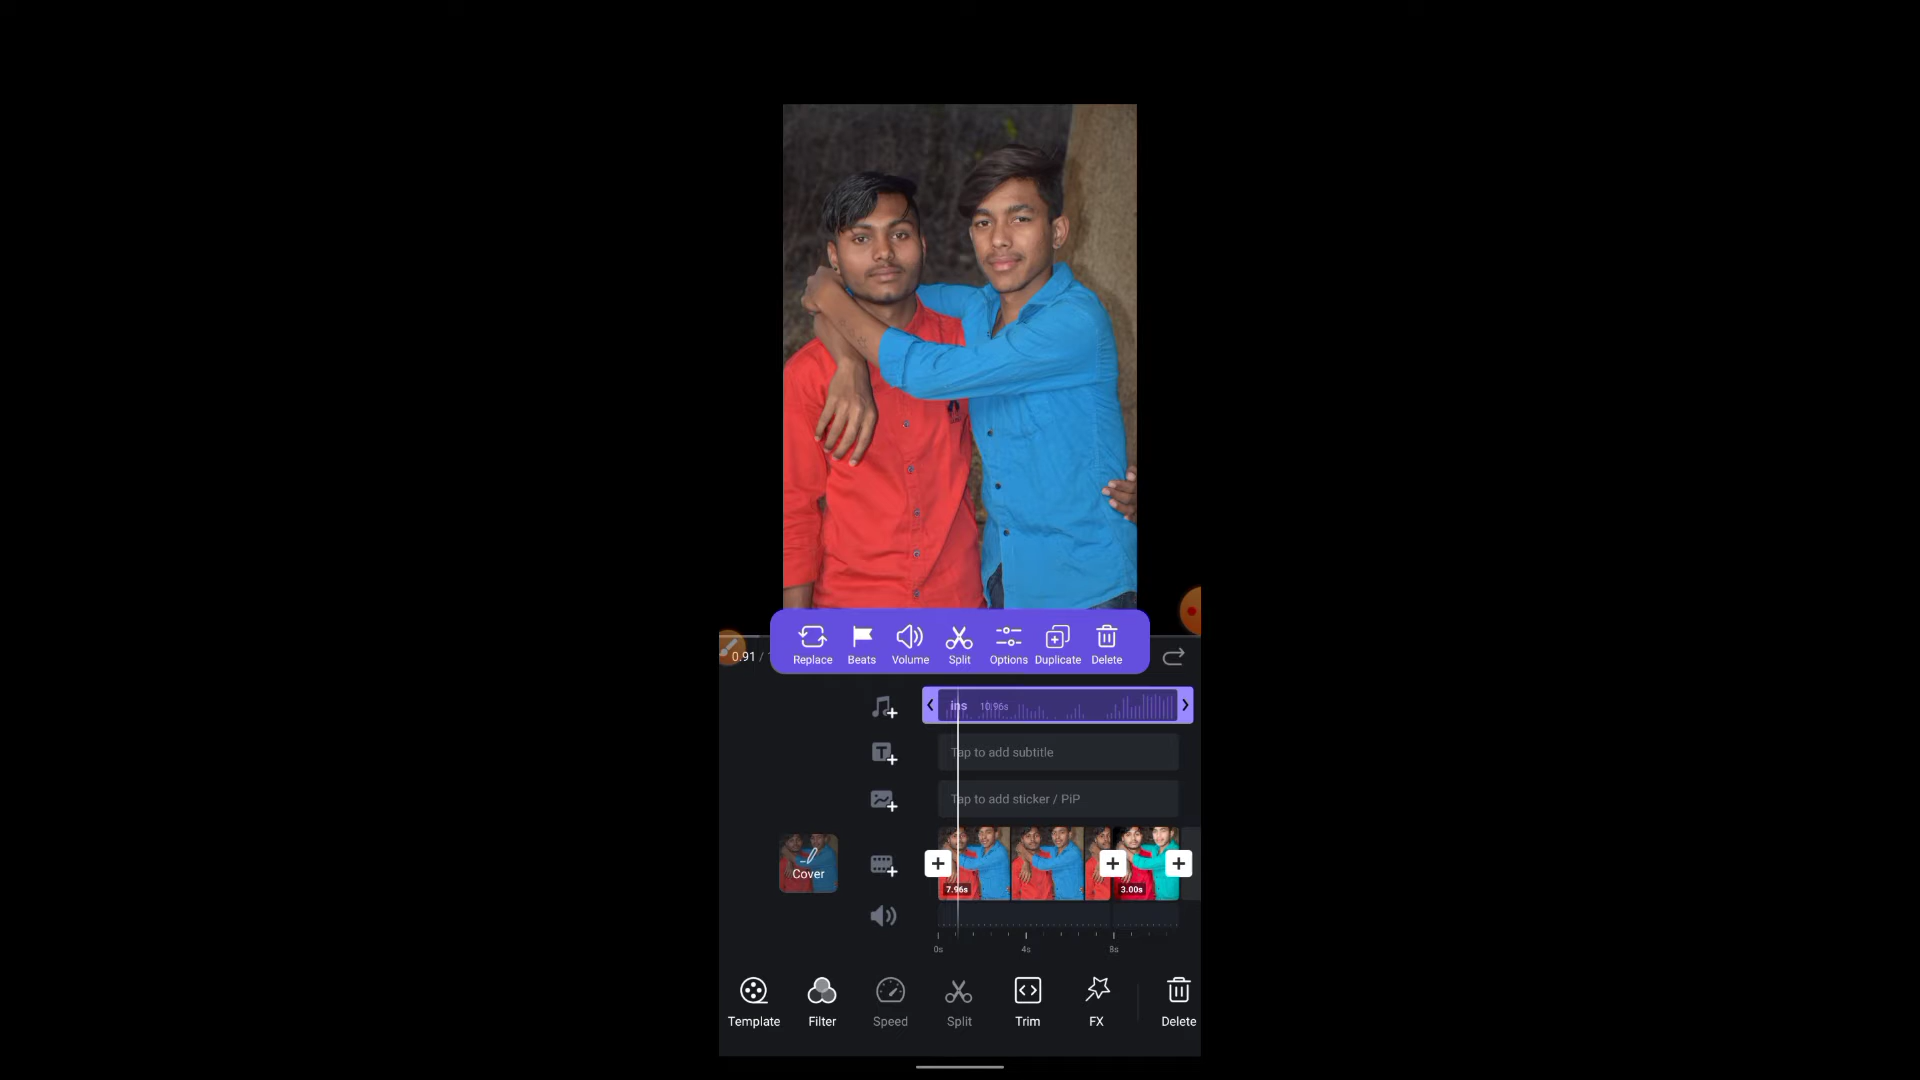 Replace Beats Volume Split Options Duplicate Delete
0.91 /
ins 10.96s
Tap to add subtitle
Tap to add sticker / PiP
Cover
7.96s 3.00s
0s 4s 8s
Template Filter Speed Split Trim FX Delete